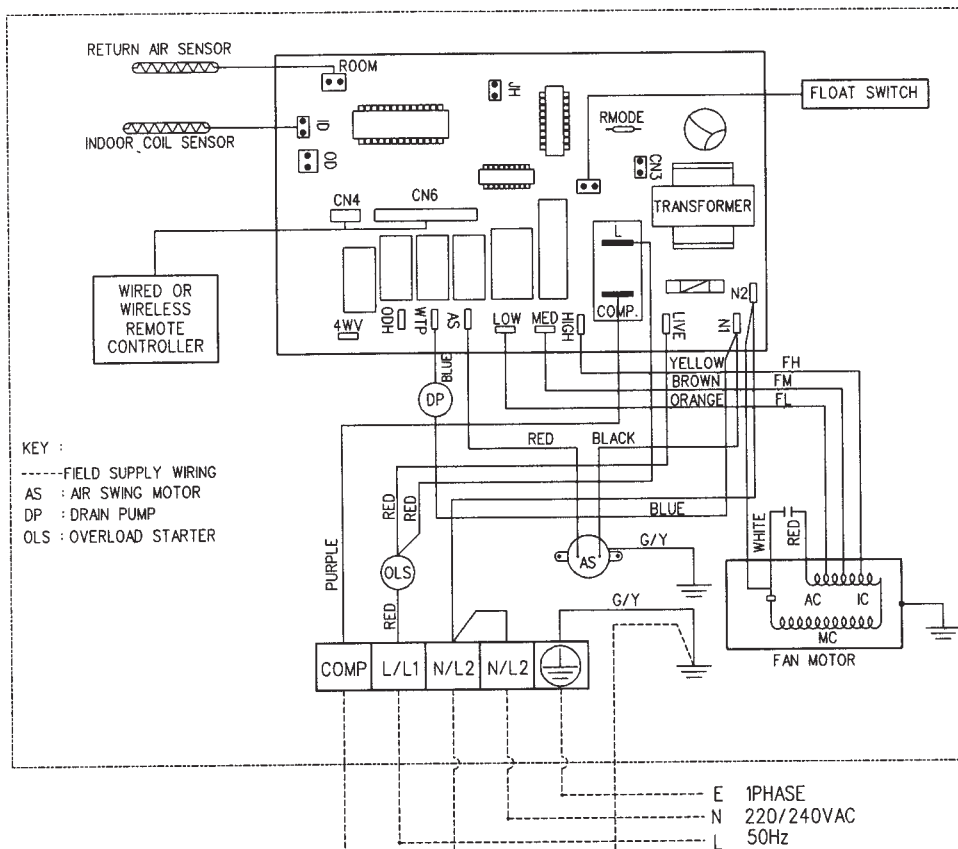 RETURN AIR SENSOR
ROOM
JH
FLOAT SWITCH
RMODE
ID
INDOOR COIL SENSOR
OD
CN3
CN4
CN6
TRANSFORMER
L
WIRED OR
WIRELESS
REMOTE
CONTROLLER
N2
COMP.
4WV
ODH
WTP
AS
LOW
MED
HIGH
LIVE
N1
BLUE
YELLOW
FH
BROWN
FM
ORANGE
FL
DP
RED
BLACK
KEY :
------FIELD SUPPLY WIRING
AS : AIR SWING MOTOR
DP : DRAIN PUMP
OLS : OVERLOAD STARTER
RED
RED
BLUE
WHITE
RED
PURPLE
G/Y
AS
OLS
AC
IC
MC
RED
G/Y
FAN MOTOR
COMP
L/L1
N/L2
N/L2
E 1PHASE
N 220/240VAC
L 50Hz